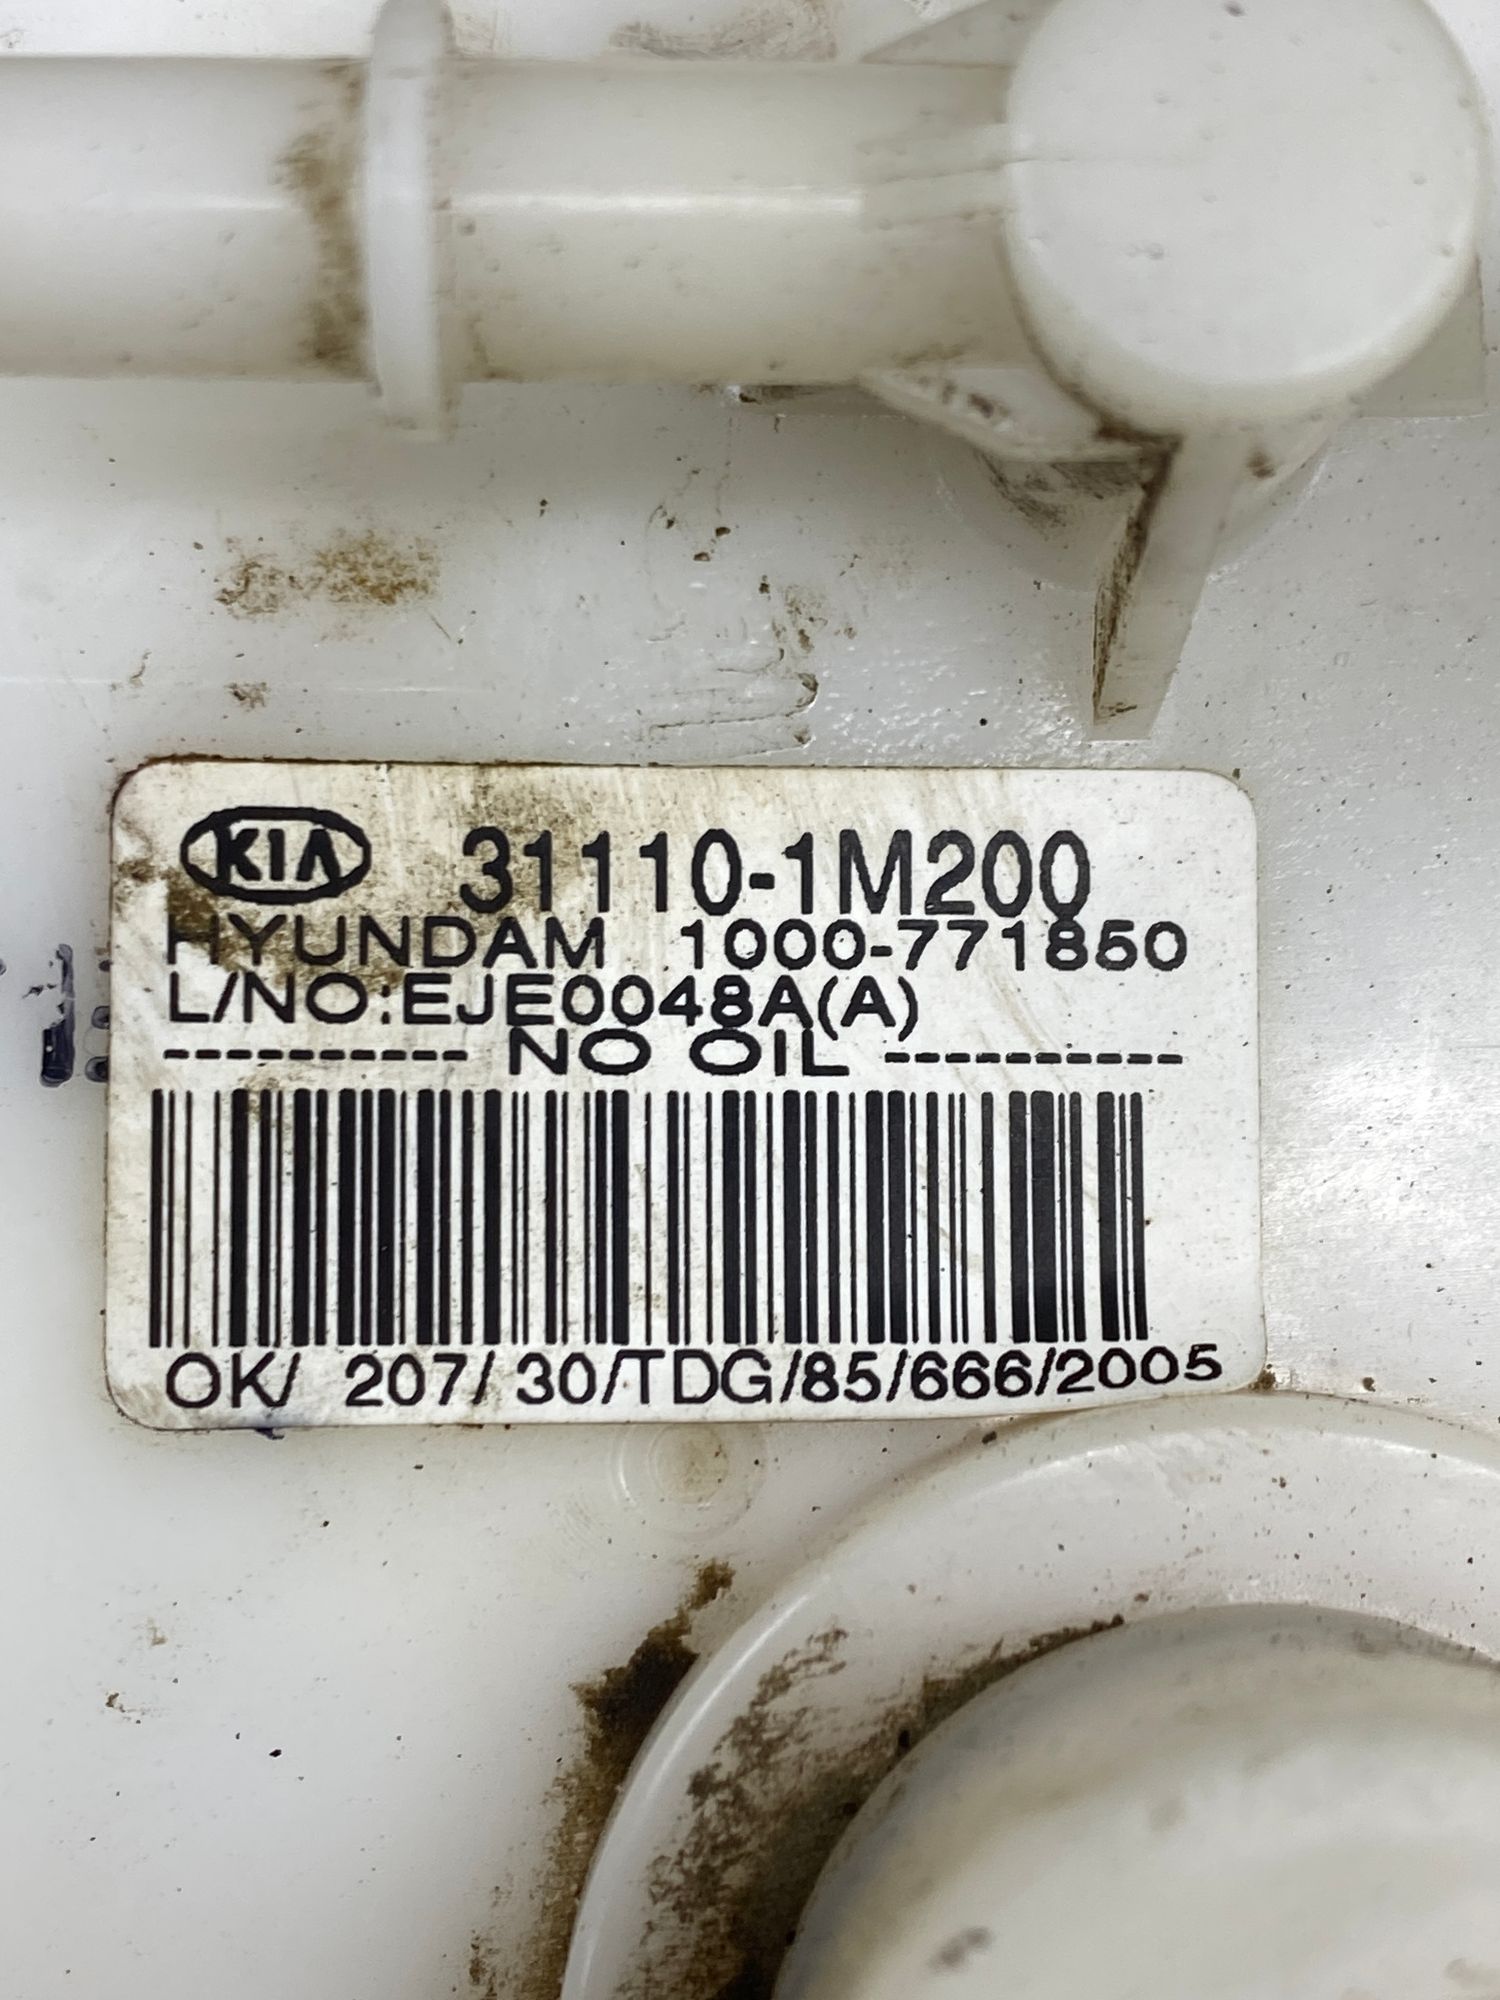 KIA 31110-1M200
HYUNDAM 1000-771850
L/NO:EJE0048A(A)
---------- NO OIL ----------
OK/ 207/ 30/TDG/85/666/2005